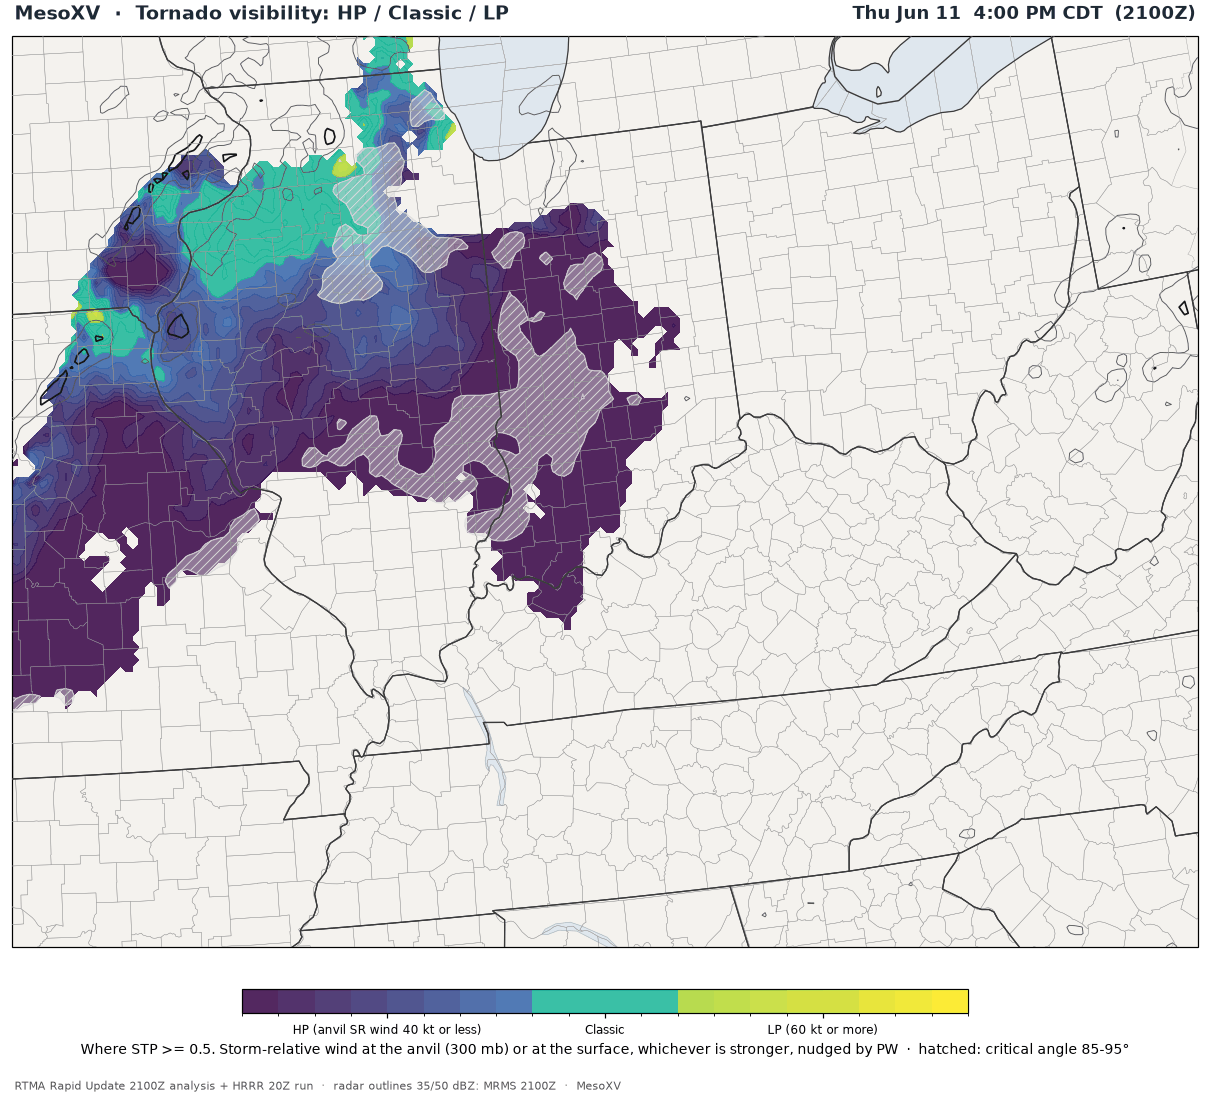 MesoXV · Tornado visibility: HP / Classic / LP
Thu Jun 11 4:00 PM CDT (2100Z)
HP (anvil SR wind 40 kt or less)
Classic
LP (60 kt or more)
Where STP >= 0.5. Storm-relative wind at the anvil (300 mb) or at the surface, whichever is stronger, nudged by PW · hatched: critical angle 85-95°
RTMA Rapid Update 2100Z analysis + HRRR 20Z run · radar outlines 35/50 dBZ: MRMS 2100Z · MesoXV